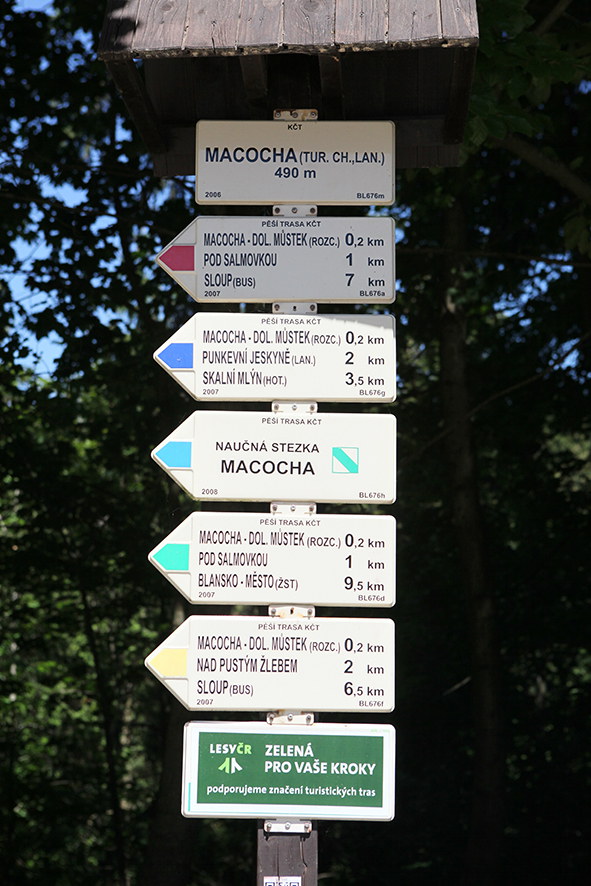 KČT
MACOCHA (TUR. CH.,LAN.)
490 m
2006 BL676m
PĚŠÍ TRASA KČT
MACOCHA - DOL. MŮSTEK (ROZC.) 0,2 km
POD SALMOVKOU 1 km
SLOUP (BUS) 7 km
2007 BL676a
PĚŠÍ TRASA KČT
MACOCHA - DOL. MŮSTEK (ROZC.) 0,2 km
PUNKEVNÍ JESKYNĚ (LAN.) 2 km
SKALNÍ MLÝN (HOT.) 3,5 km
2007 BL676g
PĚŠÍ TRASA KČT
NAUČNÁ STEZKA
MACOCHA
2008 BL676h
PĚŠÍ TRASA KČT
MACOCHA - DOL. MŮSTEK (ROZC.) 0,2 km
POD SALMOVKOU 1 km
BLANSKO - MĚSTO (ŽST) 9,5 km
2007 BL676d
PĚŠÍ TRASA KČT
MACOCHA - DOL. MŮSTEK (ROZC.) 0,2 km
NAD PUSTÝM ŽLEBEM 2 km
SLOUP (BUS) 6,5 km
2007 BL676f
LESYČR ZELENÁ
PRO VAŠE KROKY
podporujeme značení turistických tras